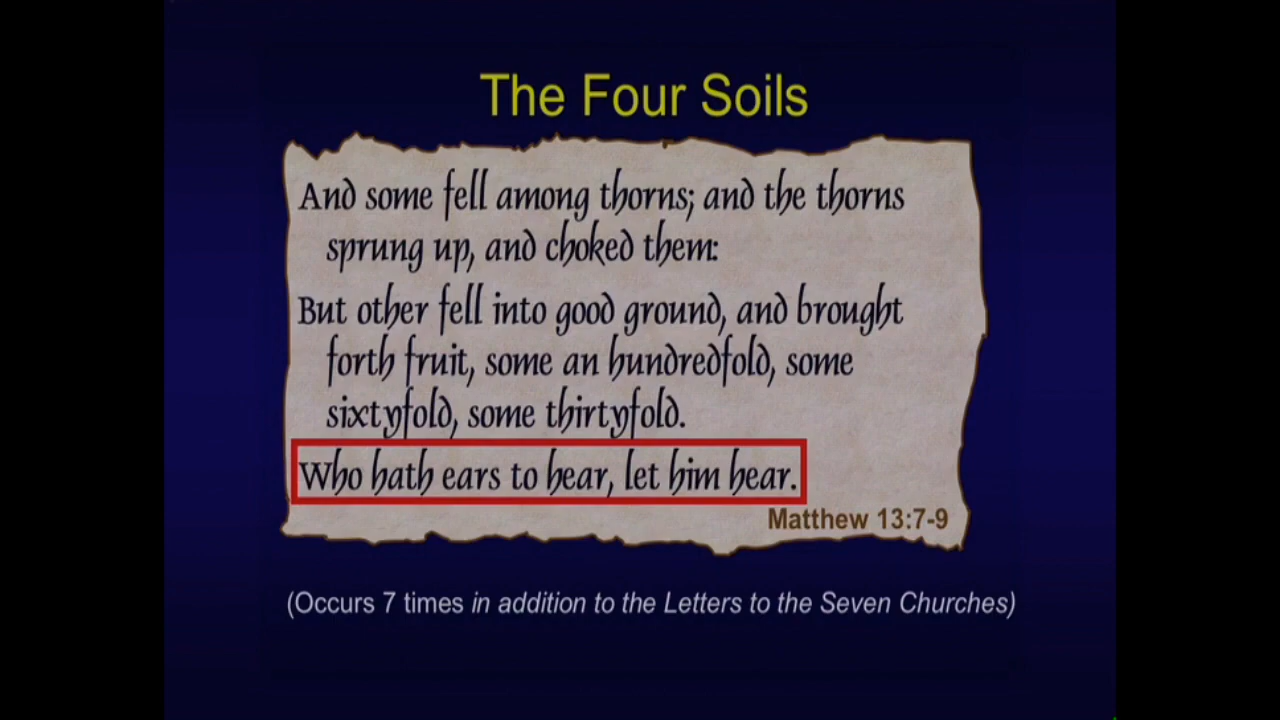 The Four Soils
And some fell among thorns; and the thorns
sprung up, and choked them:
But other fell into good ground, and brought
forth fruit, some an hundredfold, some
sixtyfold, some thirtyfold.
Who hath ears to hear, let him hear.
Matthew 13:7-9
(Occurs 7 times in addition to the Letters to the Seven Churches)